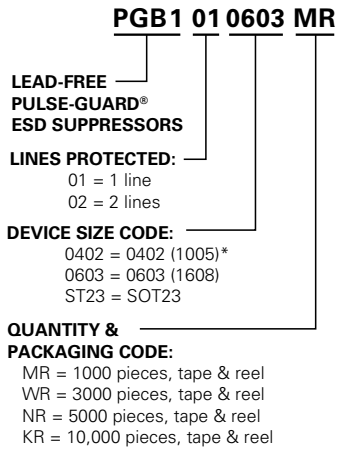 PGB1 01 0603 MR
LEAD-FREE
PULSE-GUARD®
ESD SUPPRESSORS
LINES PROTECTED:
01 = 1 line
02 = 2 lines
DEVICE SIZE CODE:
0402 = 0402 (1005)*
0603 = 0603 (1608)
ST23 = SOT23
QUANTITY &
PACKAGING CODE:
MR = 1000 pieces, tape & reel
WR = 3000 pieces, tape & reel
NR = 5000 pieces, tape & reel
KR = 10,000 pieces, tape & reel